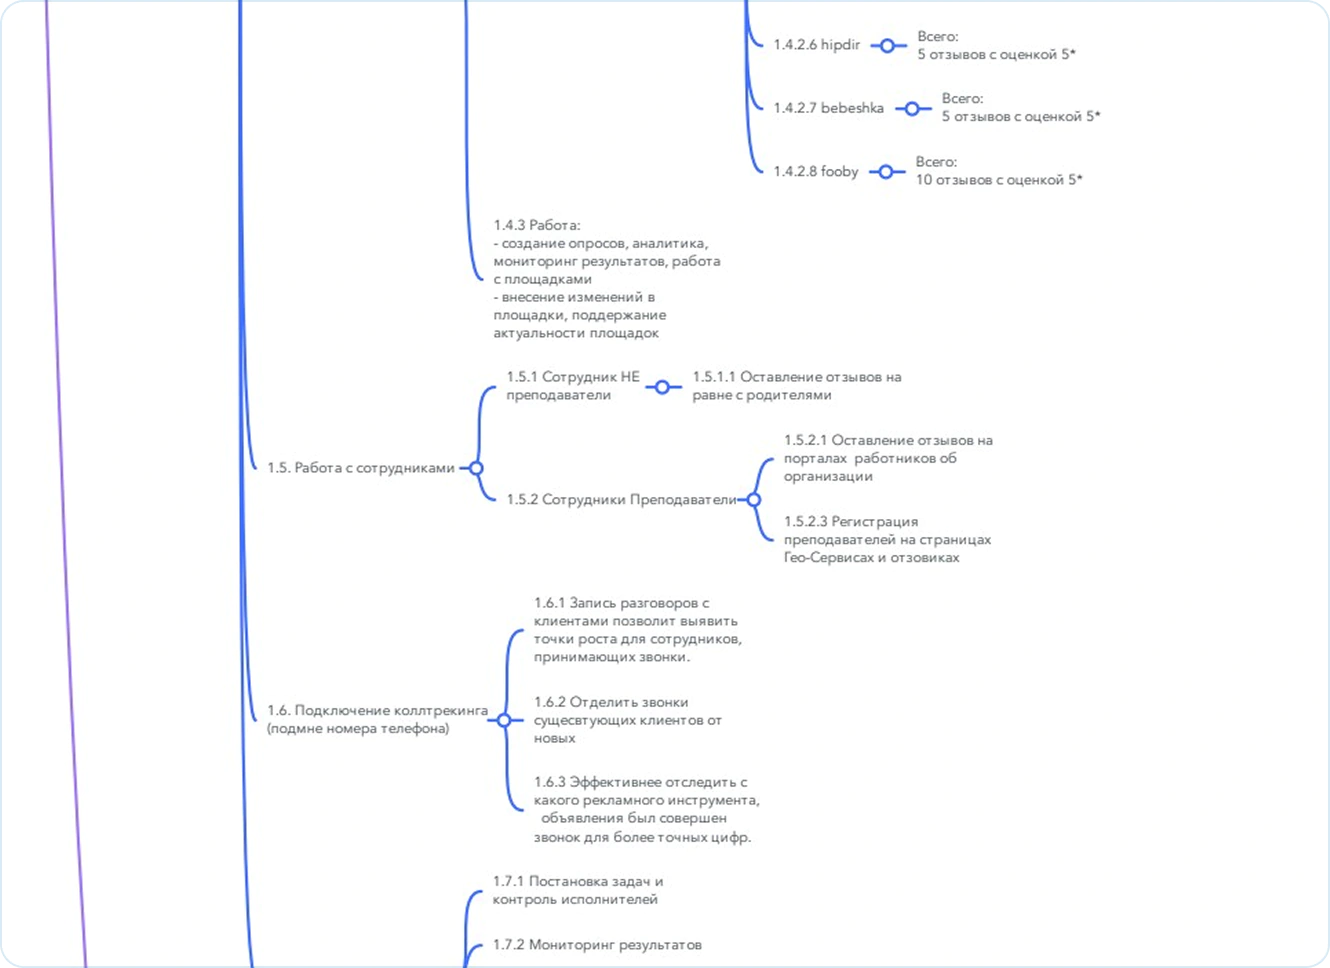 1.4.2.6 hipdir
Всего:
5 отзывов с оценкой 5*
1.4.2.7 bebeshka
Всего:
5 отзывов с оценкой 5*
1.4.2.8 fooby
Всего:
10 отзывов с оценкой 5*
1.4.3 Работа:
- создание опросов, аналитика,
мониторинг результатов, работа
с площадками
- внесение изменений в
площадки, поддержание
актуальности площадок
1.5. Работа с сотрудниками
1.5.1 Сотрудник НЕ
преподаватели
1.5.1.1 Оставление отзывов на
равне с родителями
1.5.2 Сотрудники Преподаватели
1.5.2.1 Оставление отзывов на
порталах работников об
организации
1.5.2.3 Регистрация
преподавателей на страницах
Гео-Сервисах и отзовиках
1.6. Подключение коллтрекинга
(подмне номера телефона)
1.6.1 Запись разговоров с
клиентами позволит выявить
точки роста для сотрудников,
принимающих звонки.
1.6.2 Отделить звонки
сущесвтующих клиентов от
новых
1.6.3 Эффективнее отследить с
какого рекламного инструмента,
объявления был совершен
звонок для более точных цифр.
1.7.1 Постановка задач и
контроль исполнителей
1.7.2 Мониторинг результатов